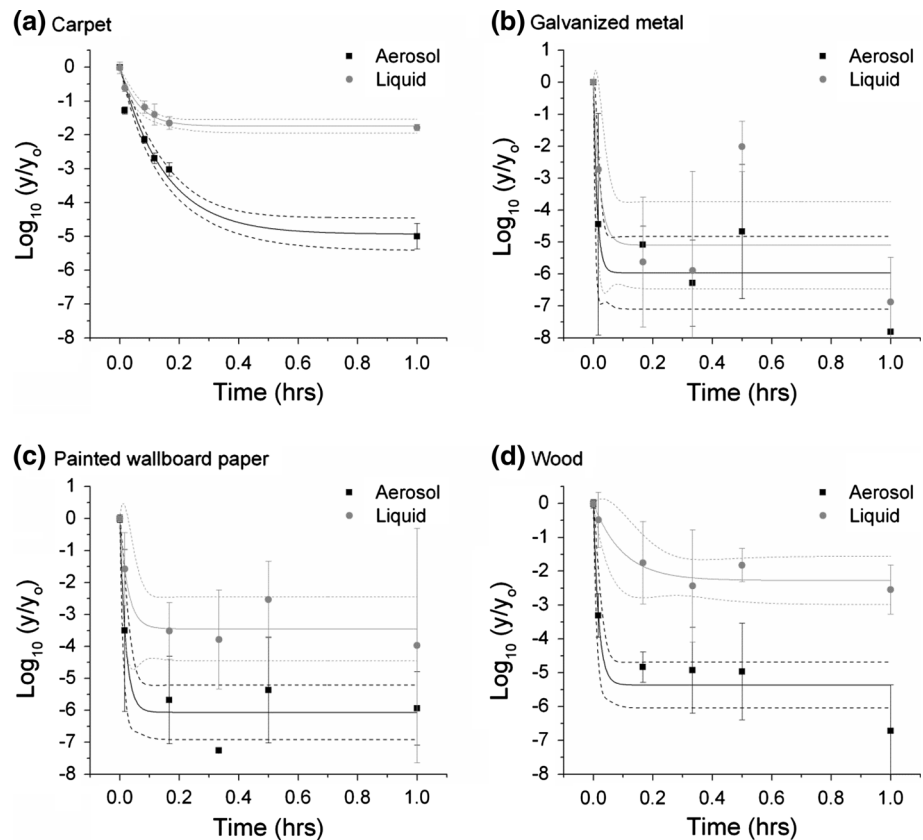 (a) Carpet
Aerosol
Liquid
0
-1
-2
-3
-4
-5
-6
-7
-8
Log10 (y/yo)
0.0 0.2 0.4 0.6 0.8 1.0
Time (hrs)
(b) Galvanized metal
Aerosol
Liquid
1
0
-1
-2
-3
-4
-5
-6
-7
-8
Log10 (y/yo)
0.0 0.2 0.4 0.6 0.8 1.0
Time (hrs)
(c) Painted wallboard paper
Aerosol
Liquid
1
0
-1
-2
-3
-4
-5
-6
-7
-8
Log10 (y/yo)
0.0 0.2 0.4 0.6 0.8 1.0
Time (hrs)
(d) Wood
Aerosol
Liquid
0
-1
-2
-3
-4
-5
-6
-7
-8
Log10 (y/yo)
0.0 0.2 0.4 0.6 0.8 1.0
Time (hrs)